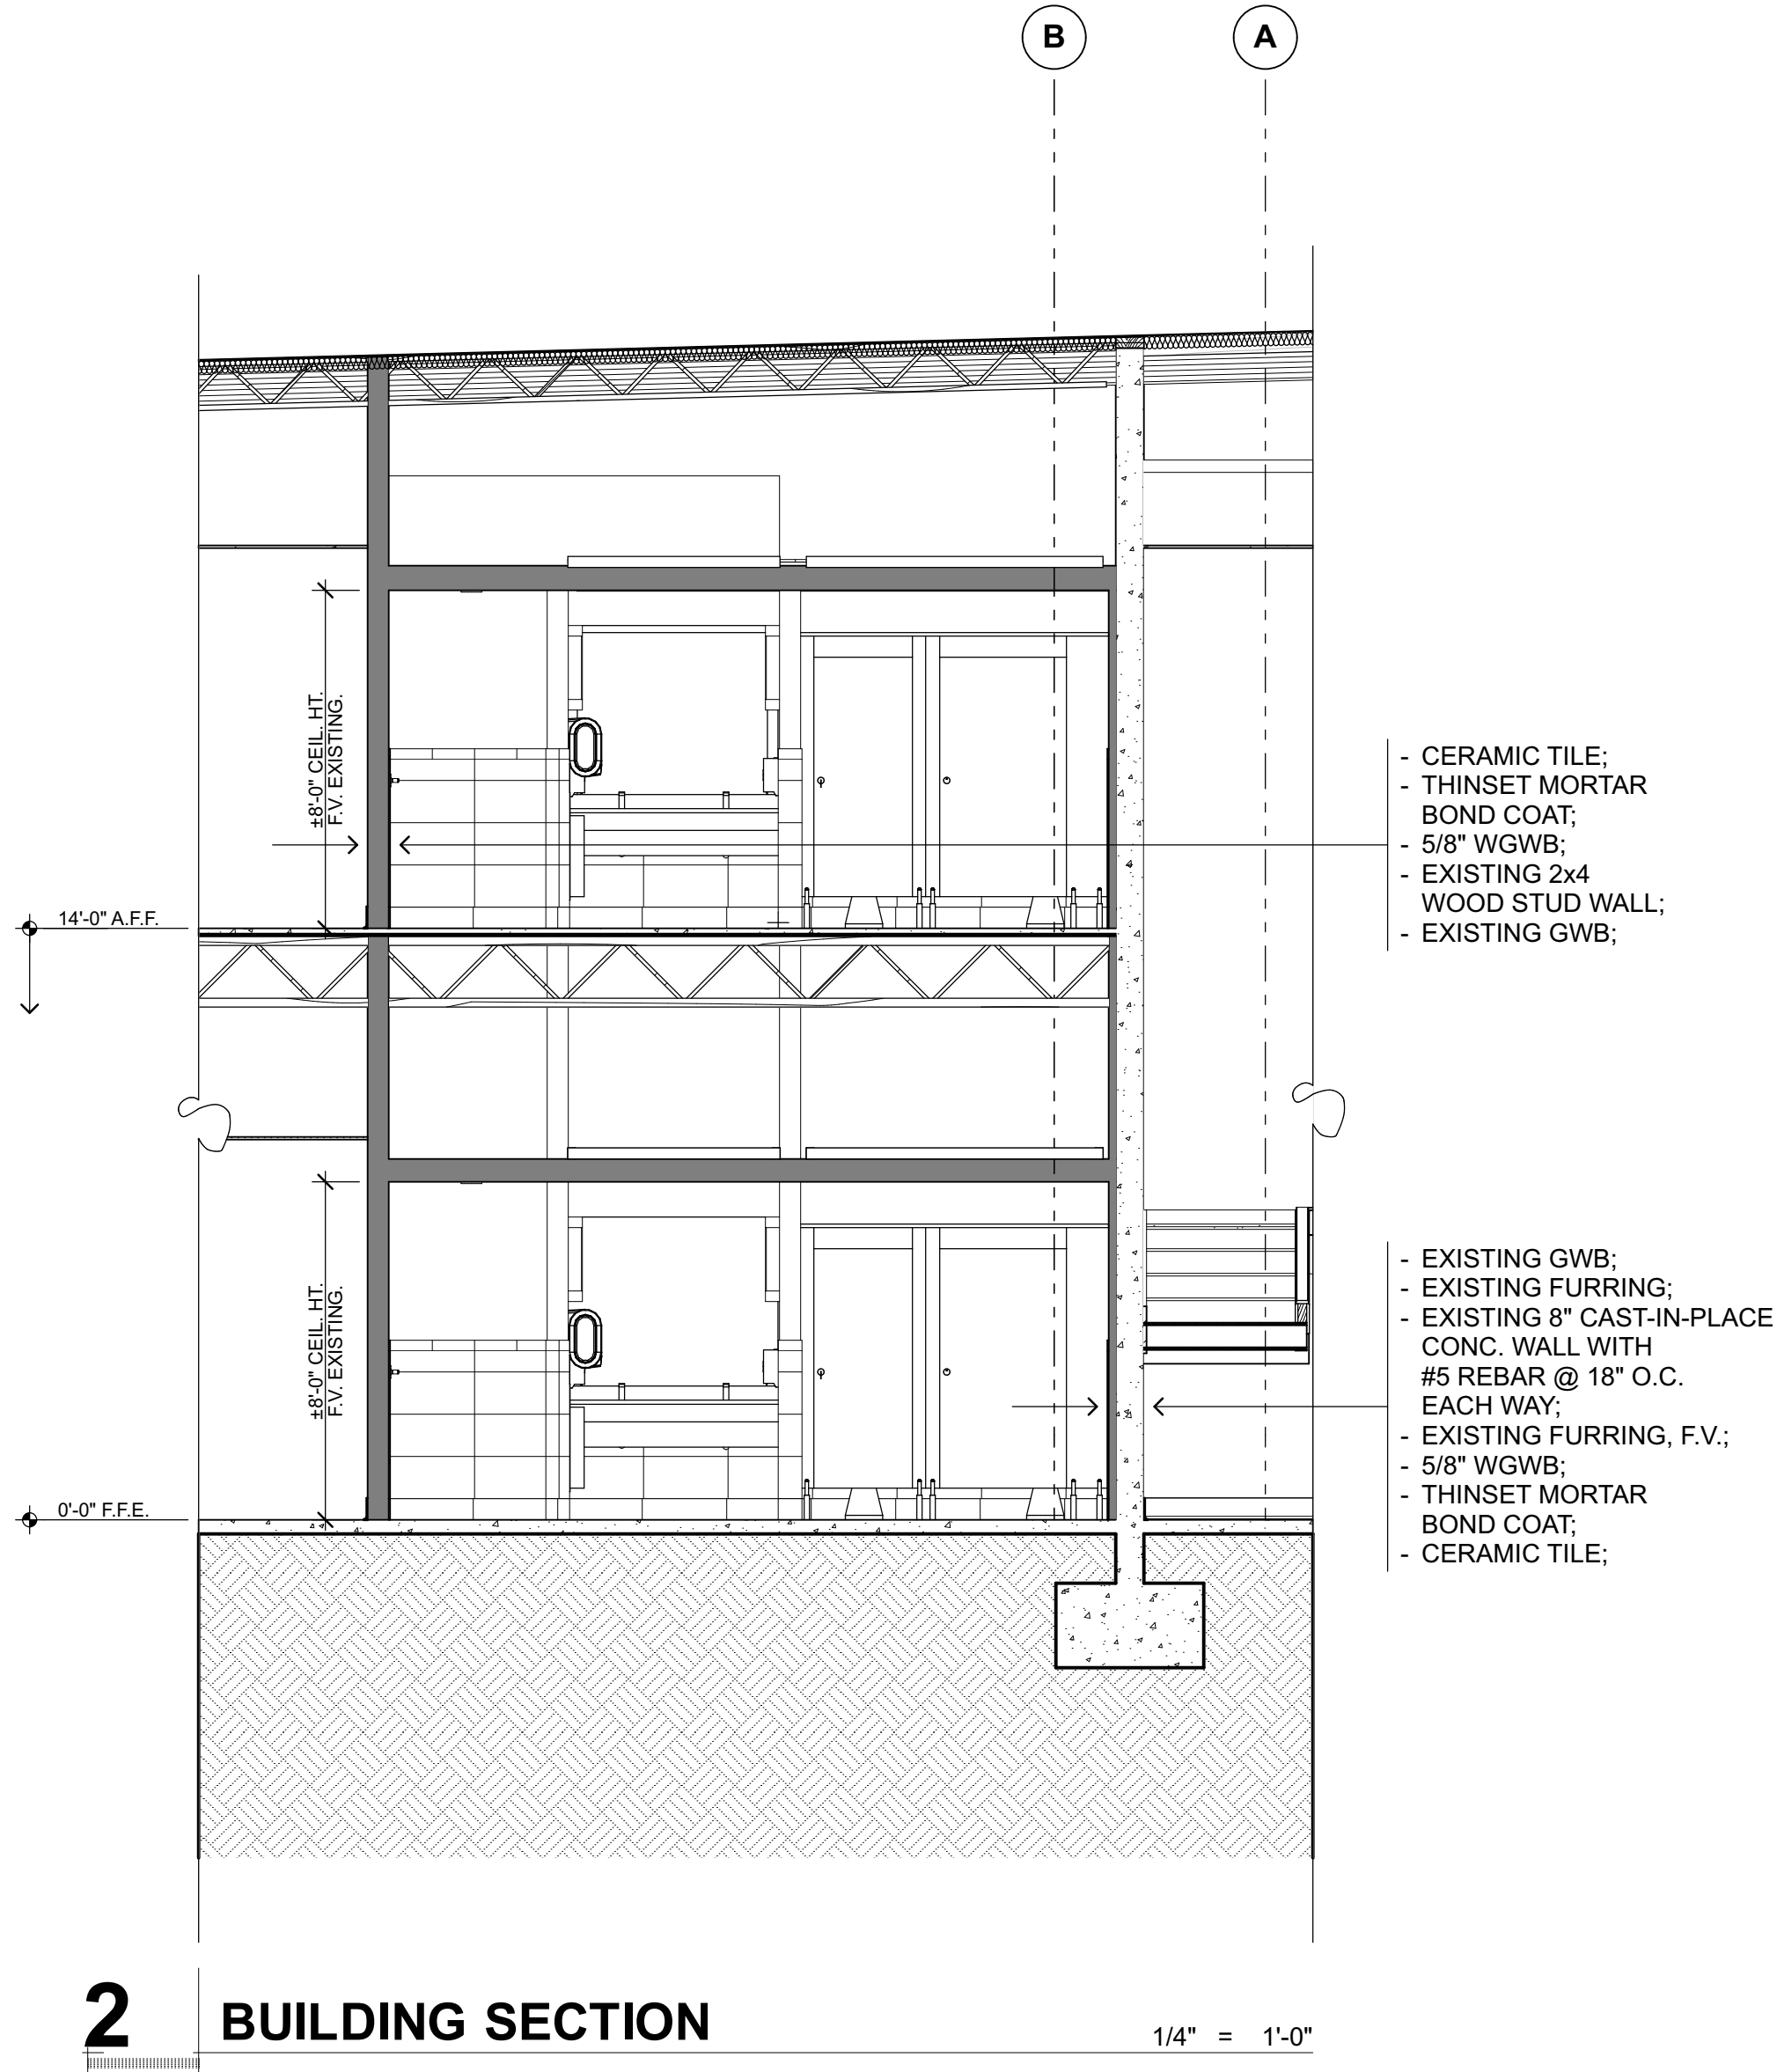 B
A
±8'-0" CEIL. HT.
F.V. EXISTING.
- CERAMIC TILE;
- THINSET MORTAR
BOND COAT;
- 5/8" WGWB;
- EXISTING 2x4
WOOD STUD WALL;
- EXISTING GWB;
14'-0" A.F.F.
±8'-0" CEIL. HT.
F.V. EXISTING.
- EXISTING GWB;
- EXISTING FURRING;
- EXISTING 8" CAST-IN-PLACE
CONC. WALL WITH
#5 REBAR @ 18" O.C.
EACH WAY;
- EXISTING FURRING, F.V.;
- 5/8" WGWB;
- THINSET MORTAR
BOND COAT;
- CERAMIC TILE;
0'-0" F.F.E.
2
BUILDING SECTION
1/4" = 1'-0"